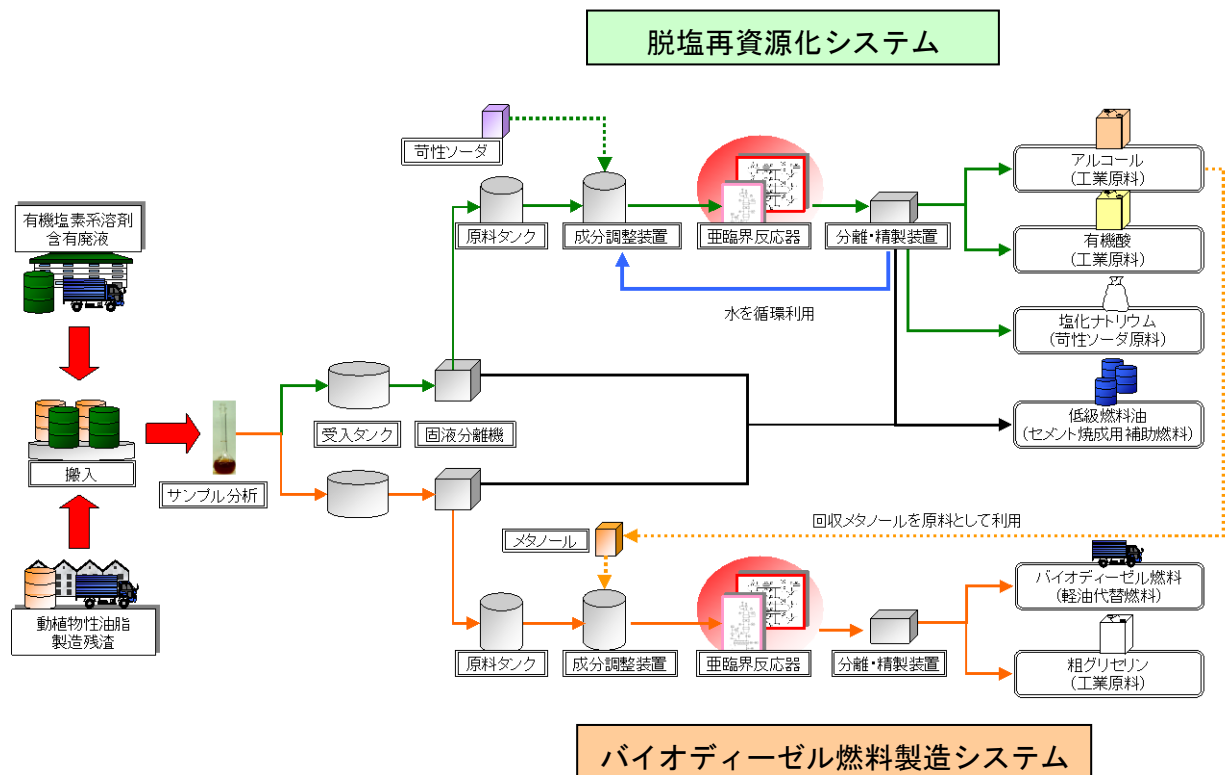 脱塩再資源化システム
苛性ソーダ
アルコール
(工業原料)
有機塩素系溶剤
含有廃液
原料タンク
成分調整装置
亜臨界反応器
分離・精製装置
有機酸
(工業原料)
水を循環利用
塩化ナトリウム
(苛性ソーダ原料)
受入タンク
固液分離機
低級燃料油
(セメント焼成用補助燃料)
搬入
サンプル分析
回収メタノールを原料として利用
メタノール
バイオディーゼル燃料
(軽油代替燃料)
動植物性油脂
製造残渣
原料タンク
成分調整装置
亜臨界反応器
分離・精製装置
粗グリセリン
(工業原料)
バイオディーゼル燃料製造システム